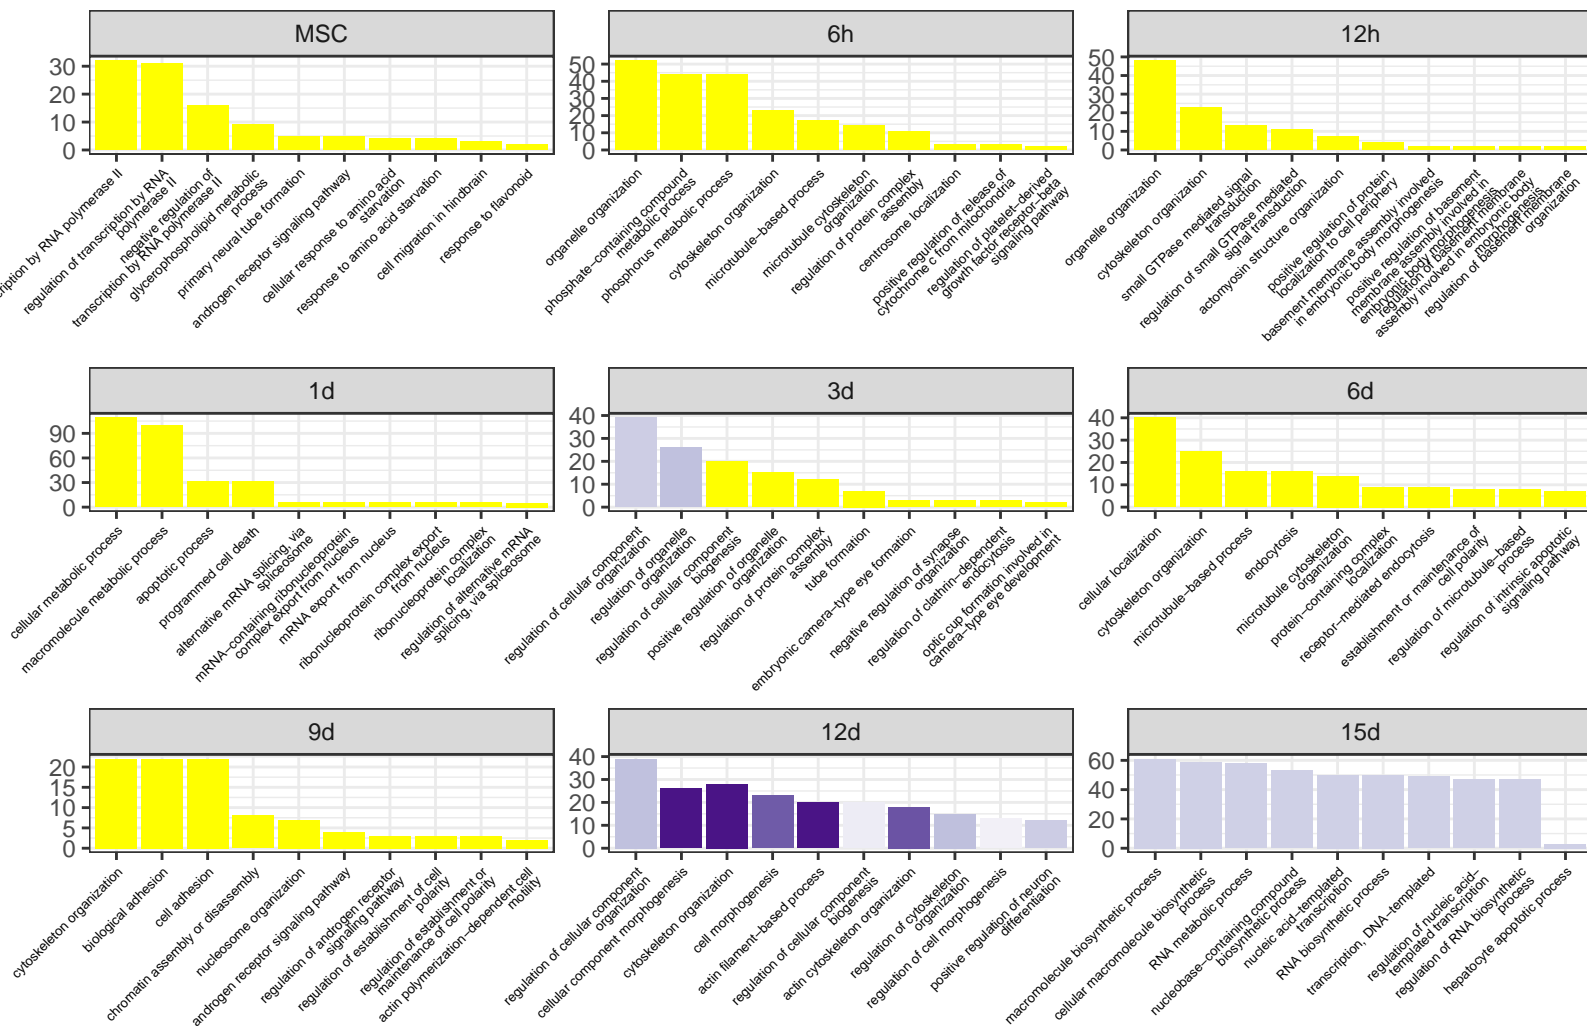 MSC
6h
12h
30
20
10
0
50
40
30
20
10
0
50
40
30
20
10
0
cription by RNA polymerase II
regulation of transcription by RNA
polymerase II
negative regulation of
transcription by RNA polymerase II
glycerophospholipid metabolic
process
primary neural tube formation
androgen receptor signaling pathway
cellular response to amino acid
starvation
response to amino acid starvation
cell migration in hindbrain
response to flavonoid
organelle organization
phosphate−containing compound
metabolic process
phosphorus metabolic process
cytoskeleton organization
microtubule−based process
microtubule cytoskeleton
organization
regulation of protein complex
assembly
centrosome localization
positive regulation of release of
cytochrome c from mitochondria
regulation of platelet−derived
growth factor receptor−beta
signaling pathway
organelle organization
cytoskeleton organization
small GTPase mediated signal
transduction
regulation of small GTPase mediated
signal transduction
actomyosin structure organization
positive regulation of protein
localization to cell periphery
basement membrane assembly involved
in embryonic body morphogenesis
positive regulation of basement
membrane assembly involved in
embryonic body morphogenesis
regulation of basement membrane
assembly involved in embryonic body
morphogenesis
regulation of basement membrane
organization
1d
3d
6d
90
60
30
0
40
30
20
10
0
40
30
20
10
0
cellular metabolic process
macromolecule metabolic process
apoptotic process
programmed cell death
alternative mRNA splicing, via
spliceosome
mRNA−containing ribonucleoprotein
complex export from nucleus
mRNA export from nucleus
ribonucleoprotein complex export
from nucleus
ribonucleoprotein complex
localization
regulation of alternative mRNA
splicing, via spliceosome
regulation of cellular component
organization
regulation of organelle
organization
regulation of cellular component
biogenesis
positive regulation of organelle
organization
regulation of protein complex
assembly
tube formation
embryonic camera−type eye formation
negative regulation of synapse
organization
regulation of clathrin−dependent
endocytosis
optic cup formation involved in
camera−type eye development
cellular localization
cytoskeleton organization
microtubule−based process
endocytosis
microtubule cytoskeleton
organization
protein−containing complex
localization
receptor−mediated endocytosis
establishment or maintenance of
cell polarity
regulation of microtubule−based
process
regulation of intrinsic apoptotic
signaling pathway
9d
12d
15d
20
15
10
5
0
40
30
20
10
0
60
40
20
0
cytoskeleton organization
biological adhesion
cell adhesion
chromatin assembly or disassembly
nucleosome organization
androgen receptor signaling pathway
regulation of androgen receptor
signaling pathway
regulation of establishment of cell
polarity
regulation of establishment or
maintenance of cell polarity
actin polymerization−dependent cell
motility
regulation of cellular component
organization
cellular component morphogenesis
cytoskeleton organization
cell morphogenesis
actin filament−based process
regulation of cellular component
biogenesis
actin cytoskeleton organization
regulation of cytoskeleton
organization
regulation of cell morphogenesis
positive regulation of neuron
differentiation
macromolecule biosynthetic process
cellular macromolecule biosynthetic
process
RNA metabolic process
nucleobase−containing compound
biosynthetic process
nucleic acid−templated
transcription
RNA biosynthetic process
transcription, DNA−templated
regulation of nucleic acid−
templated transcription
regulation of RNA biosynthetic
process
hepatocyte apoptotic process